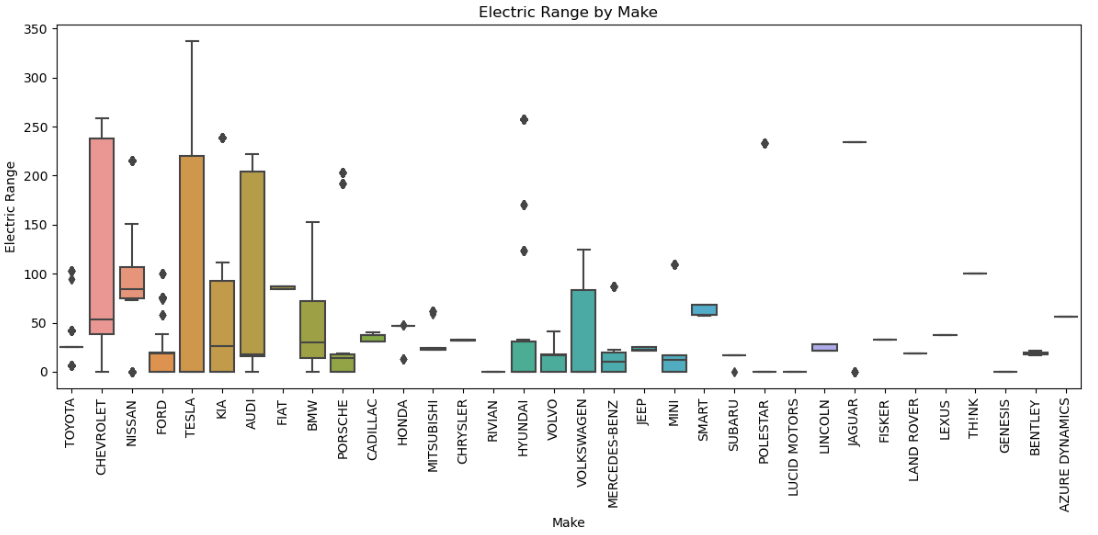 Electric Range by Make
Electric Range
350
300
250
200
150
100
50
0
TOYOTA
CHEVROLET
NISSAN
FORD
TESLA
KIA
AUDI
FIAT
BMW
PORSCHE
CADILLAC
HONDA
MITSUBISHI
CHRYSLER
RIVIAN
HYUNDAI
VOLVO
VOLKSWAGEN
MERCEDES-BENZ
JEEP
MINI
SMART
SUBARU
POLESTAR
LUCID MOTORS
LINCOLN
JAGUAR
FISKER
LAND ROVER
LEXUS
TH!NK
GENESIS
BENTLEY
AZURE DYNAMICS
Make